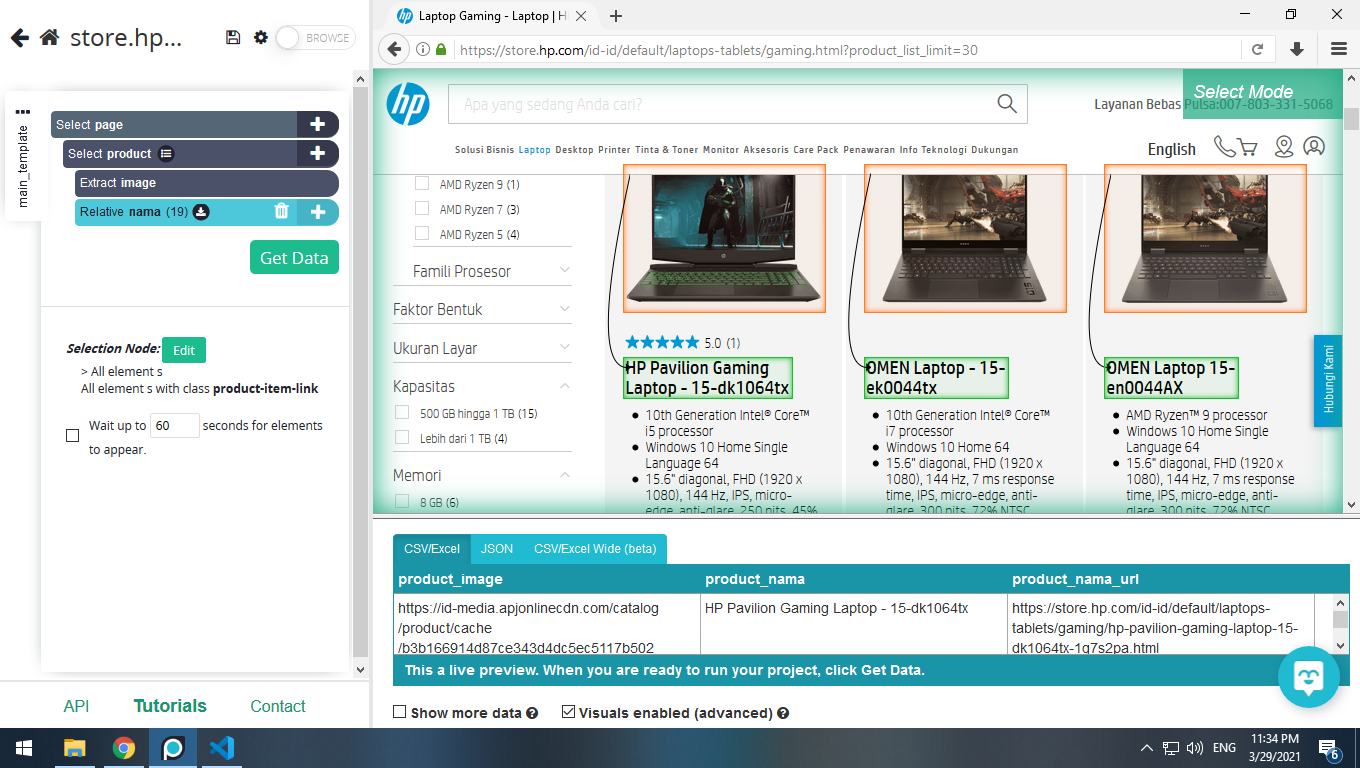 store.hp...
BROWSE
main_template
Select page
Select product
Extract image
Relative nama (19)
Get Data
Selection Node: Edit
> All element s
All element s with class product-item-link
Wait up to 60 seconds for elements
to appear.
API Tutorials Contact
Laptop Gaming - Laptop | H
https://store.hp.com/id-id/default/laptops-tablets/gaming.html?product_list_limit=30
hp
Apa yang sedang Anda cari?
Layanan Bebas Pulsa:007-803-331-5068
Select Mode
Solusi Bisnis Laptop Desktop Printer Tinta & Toner Monitor Aksesoris Care Pack Penawaran Info Teknologi Dukungan
English
AMD Ryzen 9 (1)
AMD Ryzen 7 (3)
AMD Ryzen 5 (4)
Famili Prosesor
Faktor Bentuk
Ukuran Layar
Kapasitas
500 GB hingga 1 TB (15)
Lebih dari 1 TB (4)
Memori
8 GB (6)
5.0 (1)
HP Pavilion Gaming
Laptop - 15-dk1064tx
10th Generation Intel® Core™
i5 processor
Windows 10 Home Single
Language 64
15.6" diagonal, FHD (1920 x
1080), 144 Hz, IPS, micro-
edge, anti-glare, 250 nits, 45%
OMEN Laptop - 15-
ek0044tx
10th Generation Intel® Core™
i7 processor
Windows 10 Home 64
15.6" diagonal, FHD (1920 x
1080), 144 Hz, 7 ms response
time, IPS, micro-edge, anti-
glare, 300 nits, 72% NTSC
OMEN Laptop 15-
en0044AX
AMD Ryzen™ 9 processor
Windows 10 Home Single
Language 64
15.6" diagonal, FHD (1920 x
1080), 144 Hz, 7 ms response
time, IPS, micro-edge, anti-
glare, 300 nits, 72% NTSC
Hubungi Kami
CSV/Excel JSON CSV/Excel Wide (beta)
product_image product_nama product_nama_url
https://id-media.apjonlinecdn.com/catalog
/product/cache
/b3b166914d87ce343d4dc5ec5117b502
HP Pavilion Gaming Laptop - 15-dk1064tx
https://store.hp.com/id-id/default/laptops-
tablets/gaming/hp-pavilion-gaming-laptop-15-
dk1064tx-1q7s2pa.html
This a live preview. When you are ready to run your project, click Get Data.
Show more data Visuals enabled (advanced)
ENG
11:34 PM
3/29/2021
6